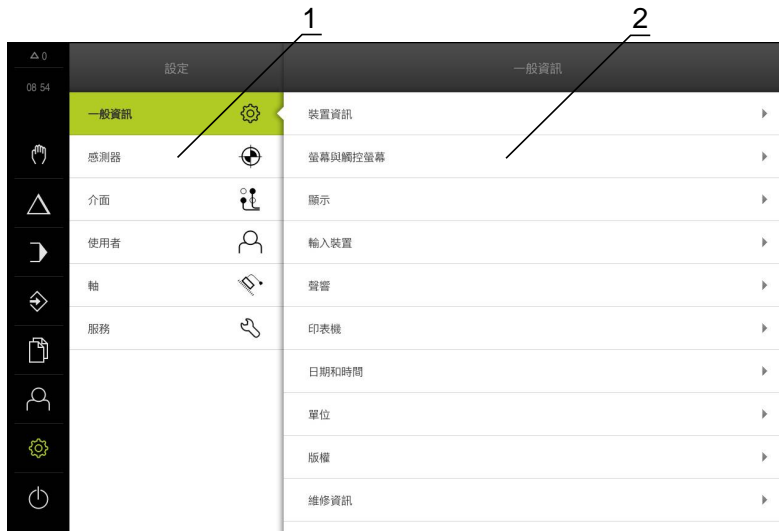 1
2
△ 0
08 54
設定
一般資訊
一般資訊
感測器
介面
使用者
軸
服務
裝置資訊
螢幕與觸控螢幕
顯示
輸入裝置
聲響
印表機
日期和時間
單位
版權
維修資訊